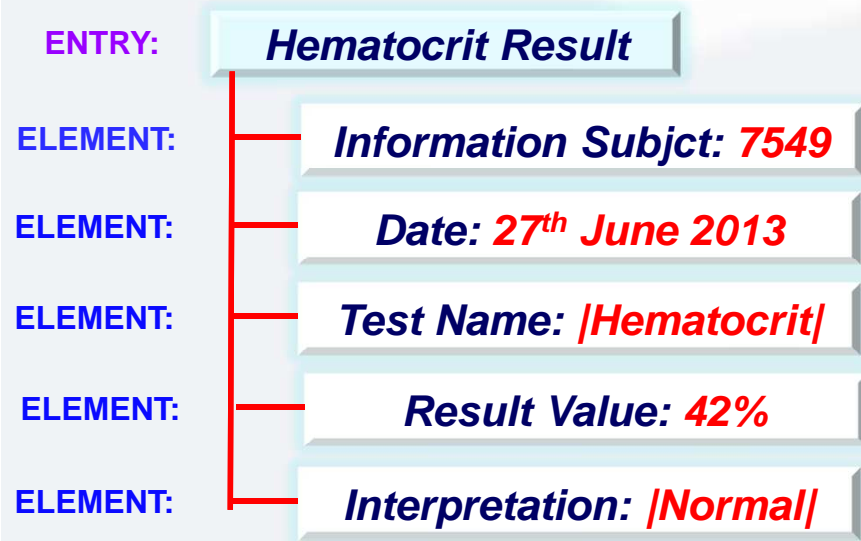 ENTRY: Hematocrit Result
ELEMENT: Information Subjct: 7549
ELEMENT: Date: 27th June 2013
ELEMENT: Test Name: |Hematocrit|
ELEMENT: Result Value: 42%
ELEMENT: Interpretation: |Normal|